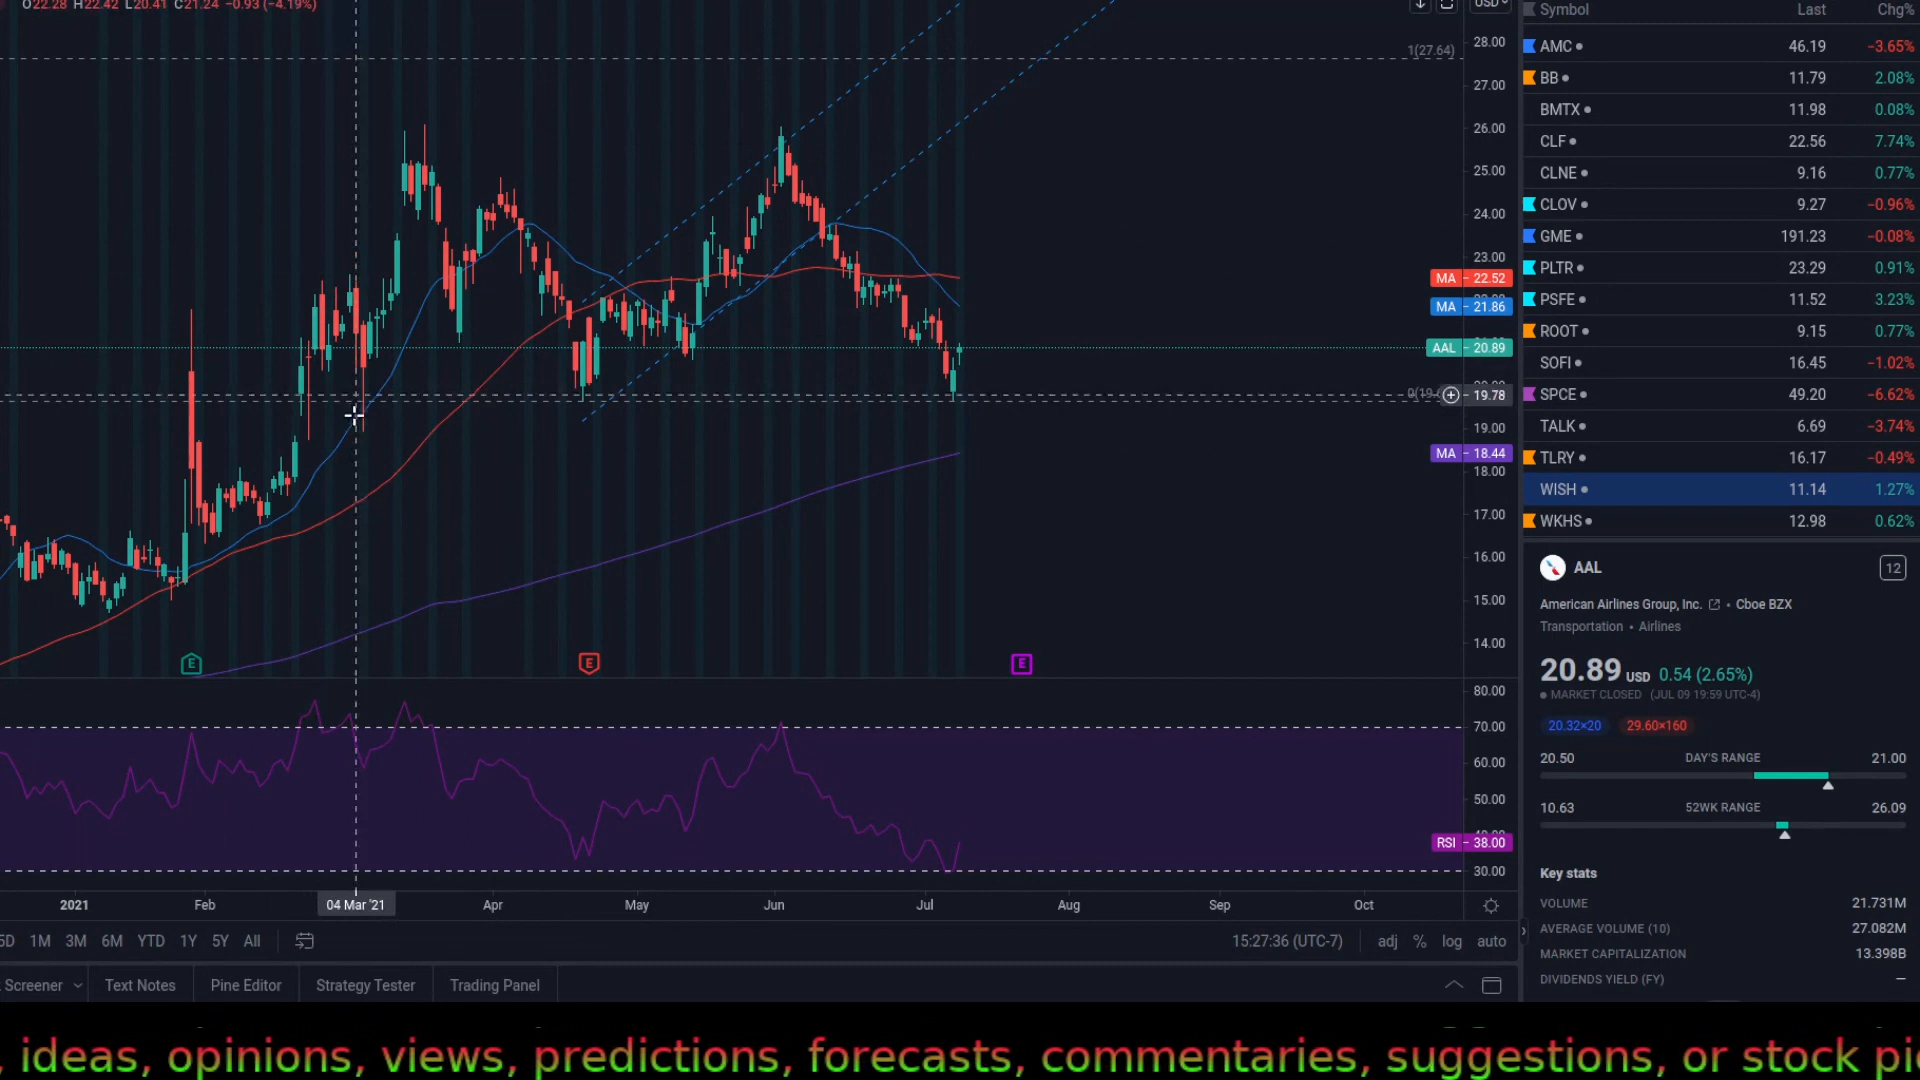 O22.28 H22.42 L20.41 C21.24 −0.93 (−4.19%)
USD
1(27.64)
28.00
27.00
26.00
25.00
24.00
23.00
MA 22.52
MA 21.86
AAL 20.89
19.78
19.00
MA 18.44
18.00
17.00
16.00
15.00
14.00
E
E
E
80.00
70.00
60.00
50.00
RSI 38.00
30.00
2021 Feb 04 Mar '21 Apr May Jun Jul Aug Sep Oct
5D 1M 3M 6M YTD 1Y 5Y All
15:27:36 (UTC-7) adj % log auto
Screener Text Notes Pine Editor Strategy Tester Trading Panel
Symbol Last Chg%
AMC 46.19 −3.65%
BB 11.79 2.08%
BMTX 11.98 0.08%
CLF 22.56 7.74%
CLNE 9.16 0.77%
CLOV 9.27 −0.96%
GME 191.23 −0.08%
PLTR 23.29 0.91%
PSFE 11.52 3.23%
ROOT 9.15 0.77%
SOFI 16.45 −1.02%
SPCE 49.20 −6.62%
TALK 6.69 −3.74%
TLRY 16.17 −0.49%
WISH 11.14 1.27%
WKHS 12.98 0.62%
AAL 12
American Airlines Group, Inc. • Cboe BZX
Transportation • Airlines
20.89 USD 0.54 (2.65%)
MARKET CLOSED (JUL 09 19:59 UTC-4)
20.32×20 29.60×160
20.50 DAY'S RANGE 21.00
10.63 52WK RANGE 26.09
Key stats
VOLUME 21.731M
AVERAGE VOLUME (10) 27.082M
MARKET CAPITALIZATION 13.398B
DIVIDENDS YIELD (FY) —
, ideas, opinions, views, predictions, forecasts, commentaries, suggestions, or stock pi